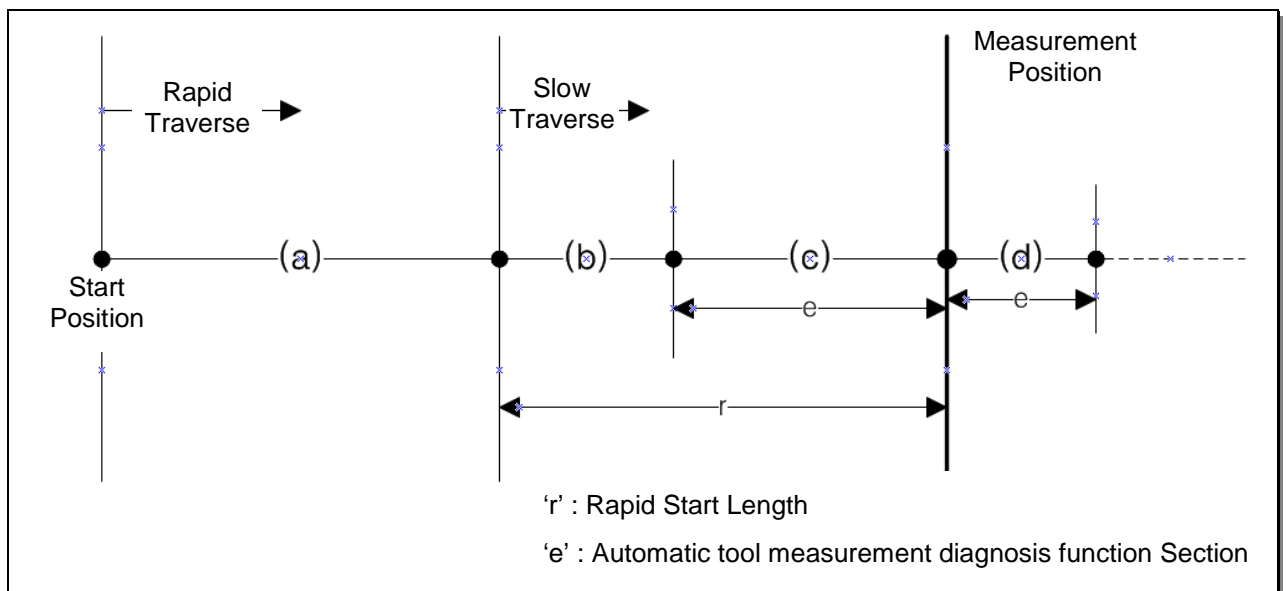 Measurement
Position
Rapid
Traverse
Slow
Traverse
(a)
(b)
(c)
(d)
Start
Position
e
e
r
‘r’ : Rapid Start Length
‘e’ : Automatic tool measurement diagnosis function Section